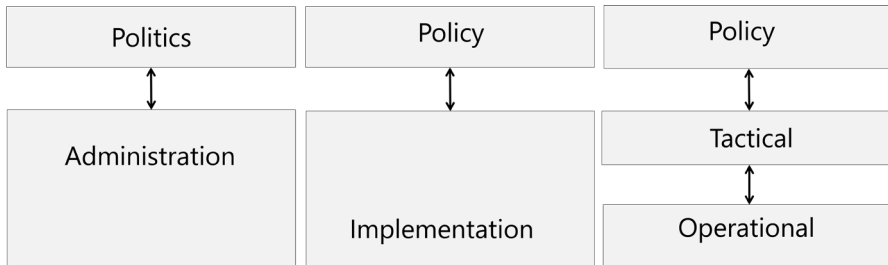 Politics
Administration
Policy
Implementation
Policy
Tactical
Operational